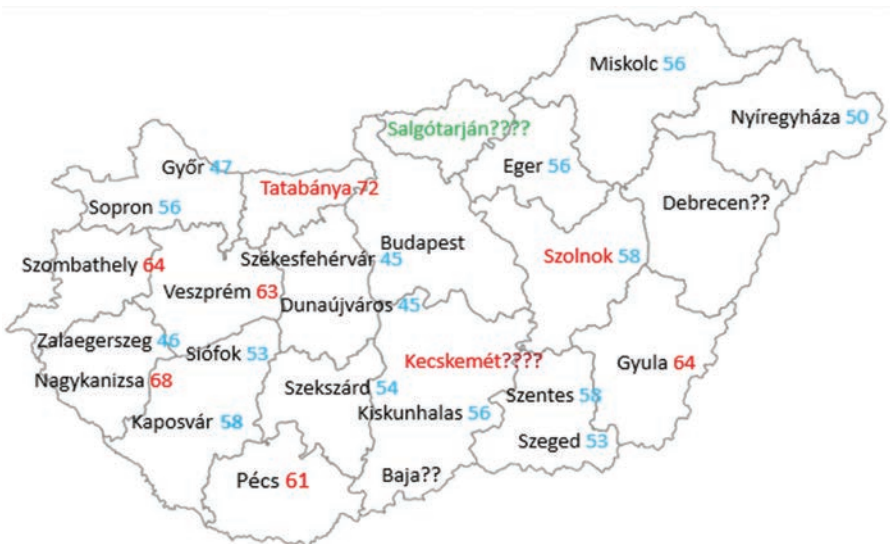 Miskolc 56
Nyíregyháza 50
Salgótarján????
Eger 56
Győr 47
Tatabánya 72
Debrecen??
Sopron 56
Budapest
Székesfehérvár 45
Szolnok 58
Szombathely 64
Veszprém 63
Dunaújváros 45
Zalaegerszeg 46
Siófok 53
Kecskemét????
Gyula 64
Nagykanizsa 68
Szekszárd 54
Szentes 58
Kiskunhalas 56
Kaposvár 58
Szeged 53
Pécs 61
Baja??